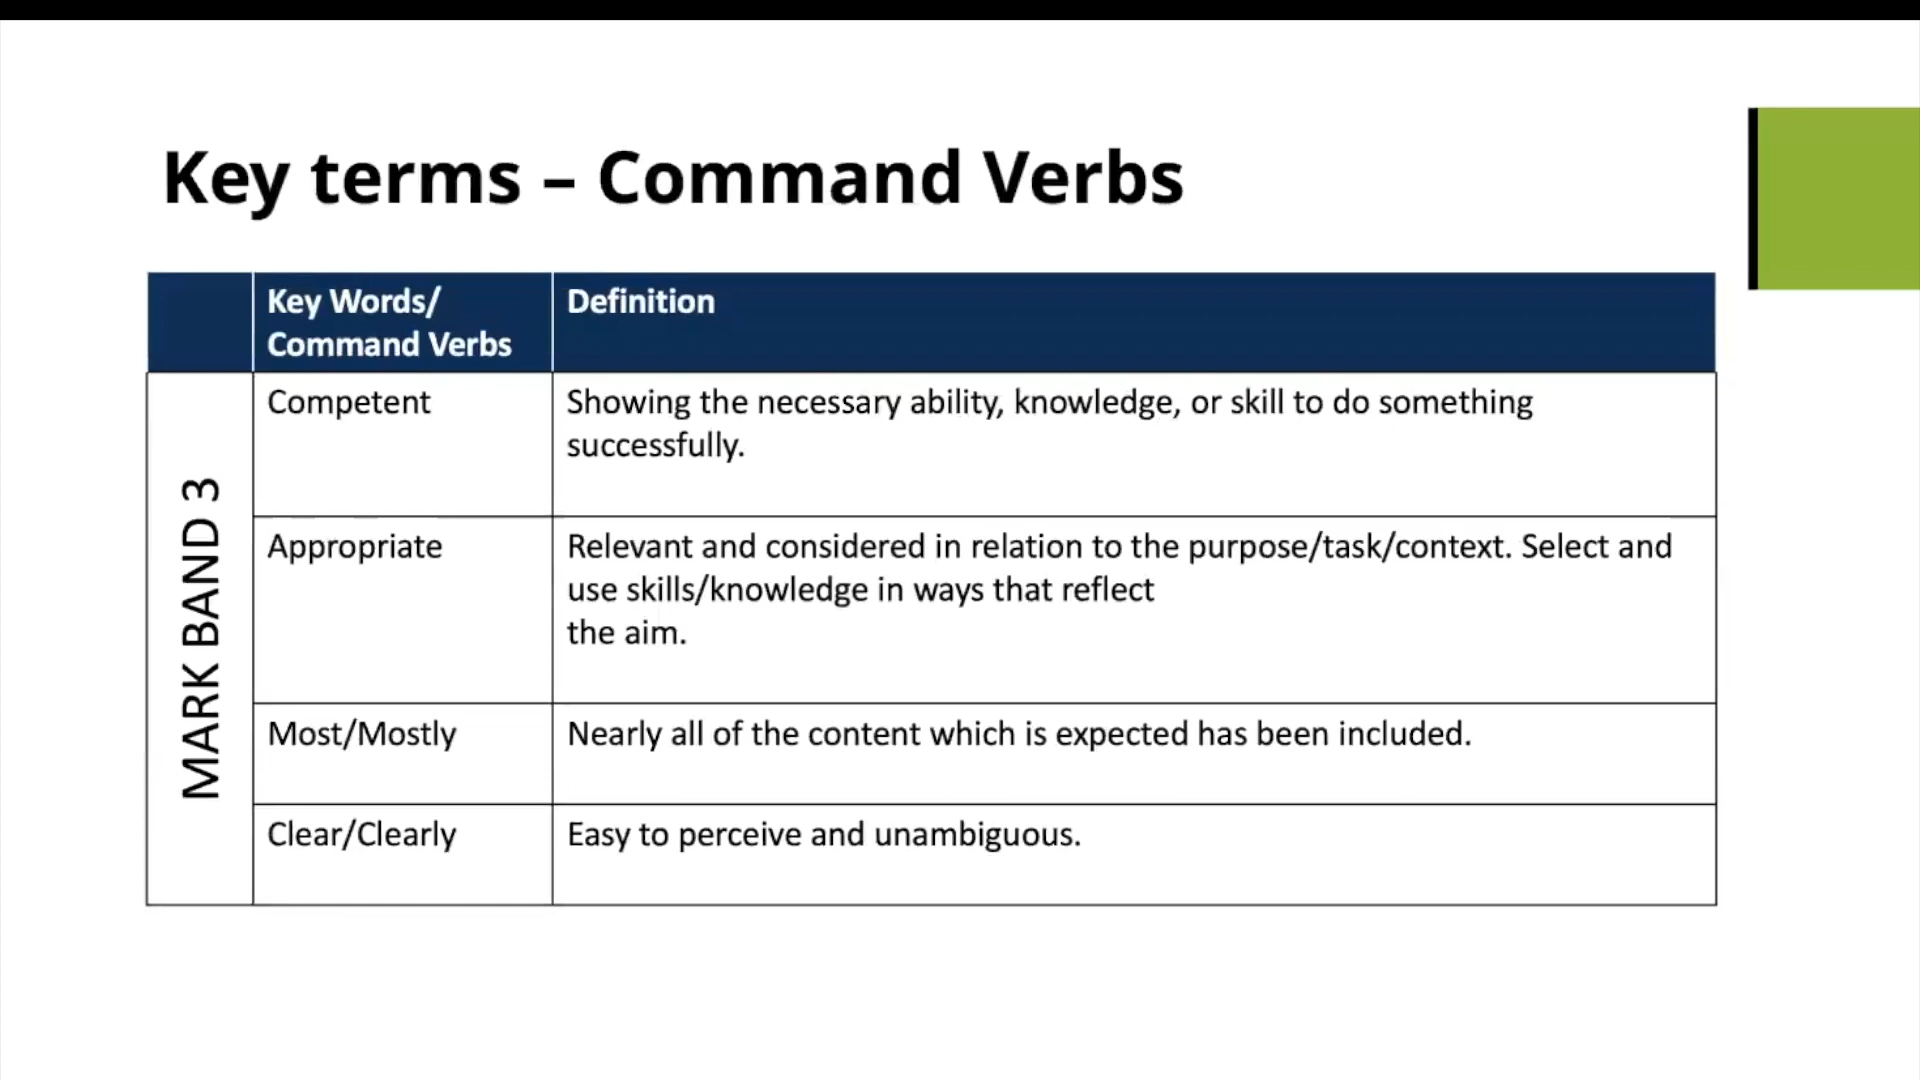 Key terms – Command Verbs
Key Words/
Command Verbs
Definition
MARK BAND 3
Competent
Showing the necessary ability, knowledge, or skill to do something
successfully.
Appropriate
Relevant and considered in relation to the purpose/task/context. Select and
use skills/knowledge in ways that reflect
the aim.
Most/Mostly
Nearly all of the content which is expected has been included.
Clear/Clearly
Easy to perceive and unambiguous.